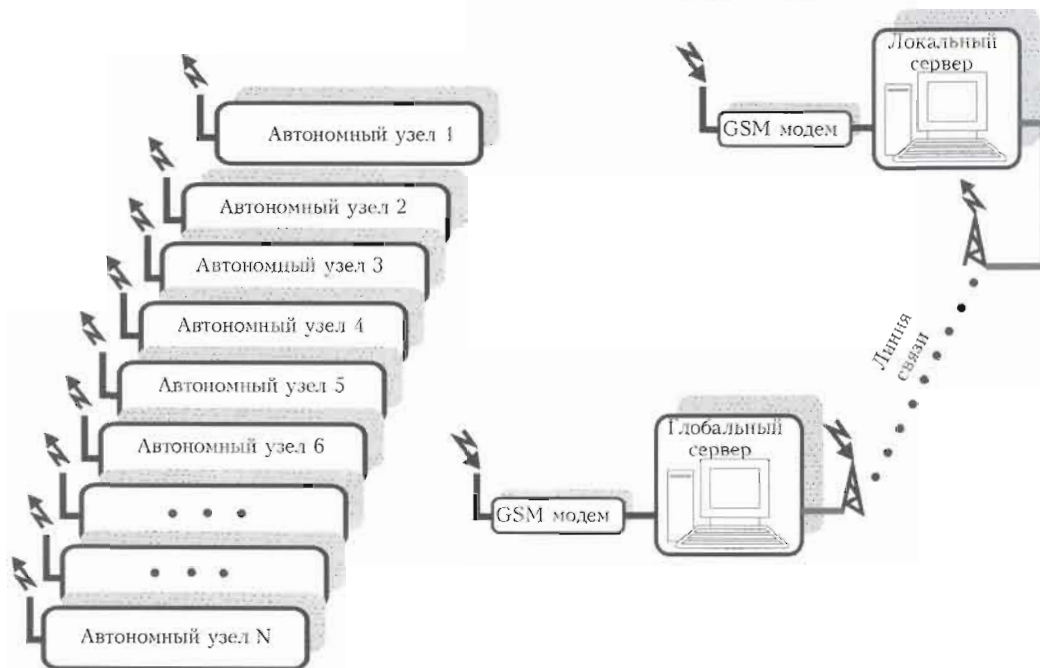 Автономный узел 1
Автономный узел 2
Автономный узел 3
Автономный узел 4
Автономный узел 5
Автономный узел 6
• • •
• • •
Автономный узел N
Локальный
сервер
GSM модем
Линия
связи
Глобальный
сервер
GSM модем